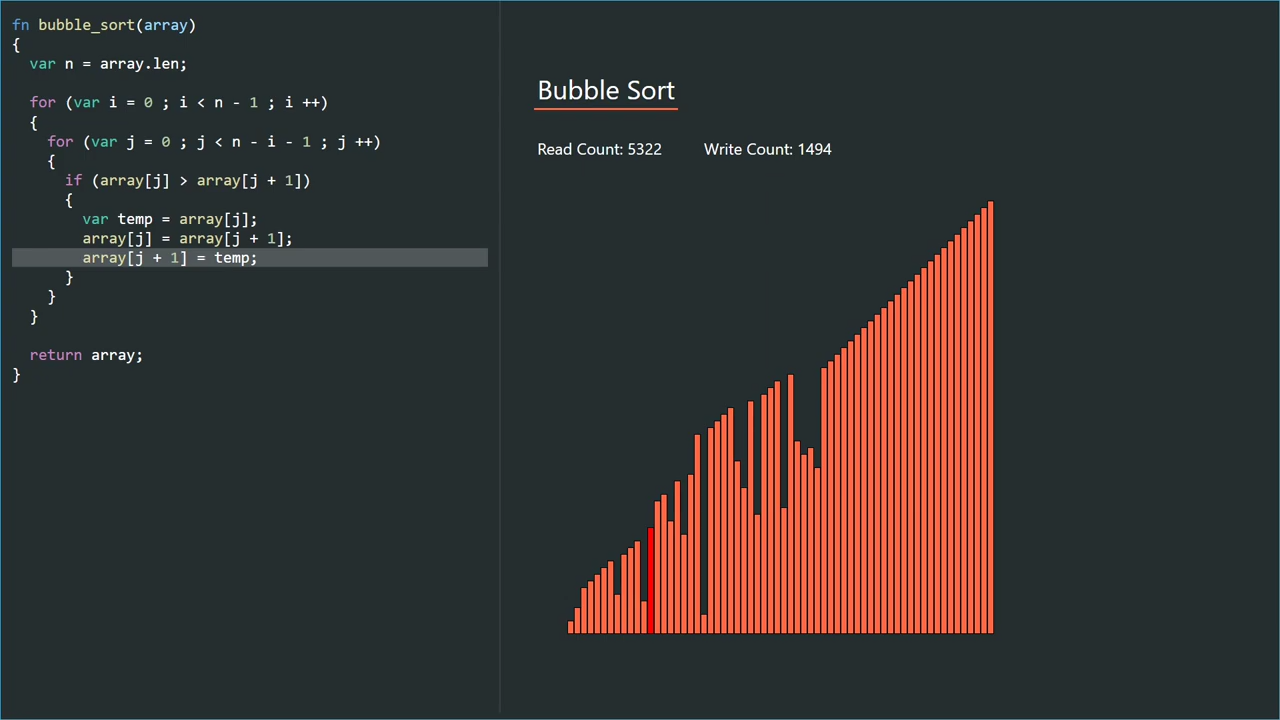 fn bubble_sort(array)
{
  var n = array.len;

  for (var i = 0 ; i < n - 1 ; i ++)
  {
    for (var j = 0 ; j < n - i - 1 ; j ++)
    {
      if (array[j] > array[j + 1])
      {
        var temp = array[j];
        array[j] = array[j + 1];
        array[j + 1] = temp;
      }
    }
  }

  return array;
}
Bubble Sort
Read Count: 5322 Write Count: 1494